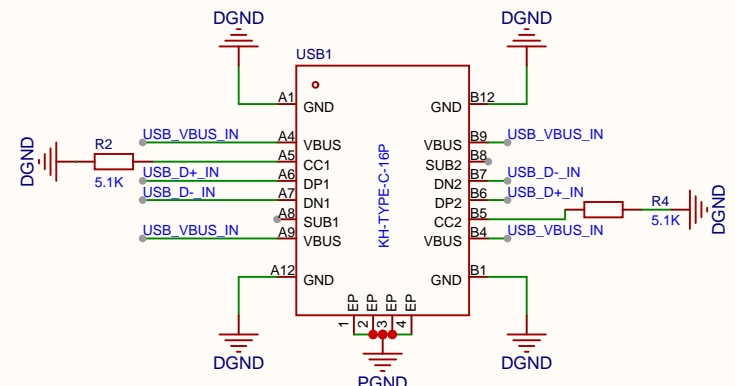 DGND DGND
USB1
A1 GND GND B12
USB_VBUS_IN A4 VBUS VBUS B9 USB_VBUS_IN
DGND R2 5.1K A5 CC1 SUB2 B8
USB_D+_IN A6 DP1 DN2 B7 USB_D-_IN
USB_D-_IN A7 DN1 DP2 B6 USB_D+_IN
A8 SUB1 CC2 B5 R4 5.1K DGND
USB_VBUS_IN A9 VBUS VBUS B4 USB_VBUS_IN
KH-TYPE-C-16P
A12 GND GND B1
EP EP EP EP
1 2 3 4
DGND DGND
PGND